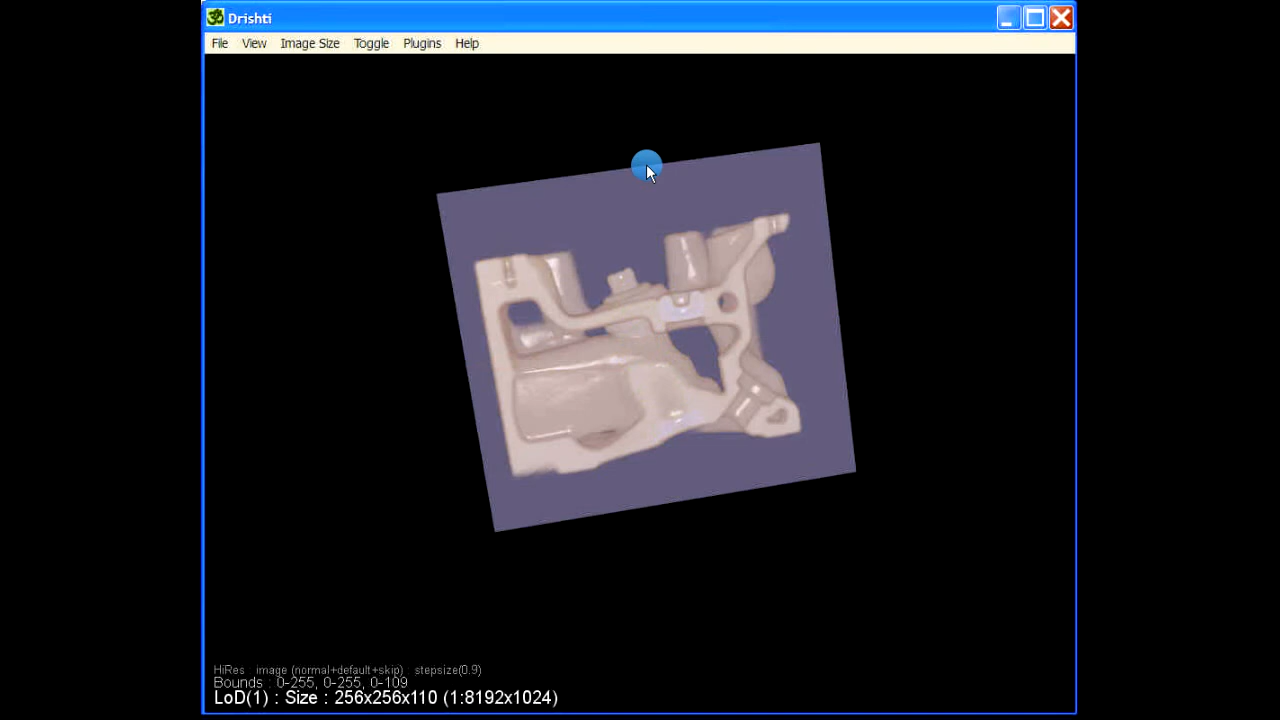 Drishti
File View Image Size Toggle Plugins Help
HiRes image (normal+default+skip) stepsize(0.9)
Bounds : 0-255, 0-255, 0-109
LoD(1) : Size : 256x256x110 (1:8192x1024)